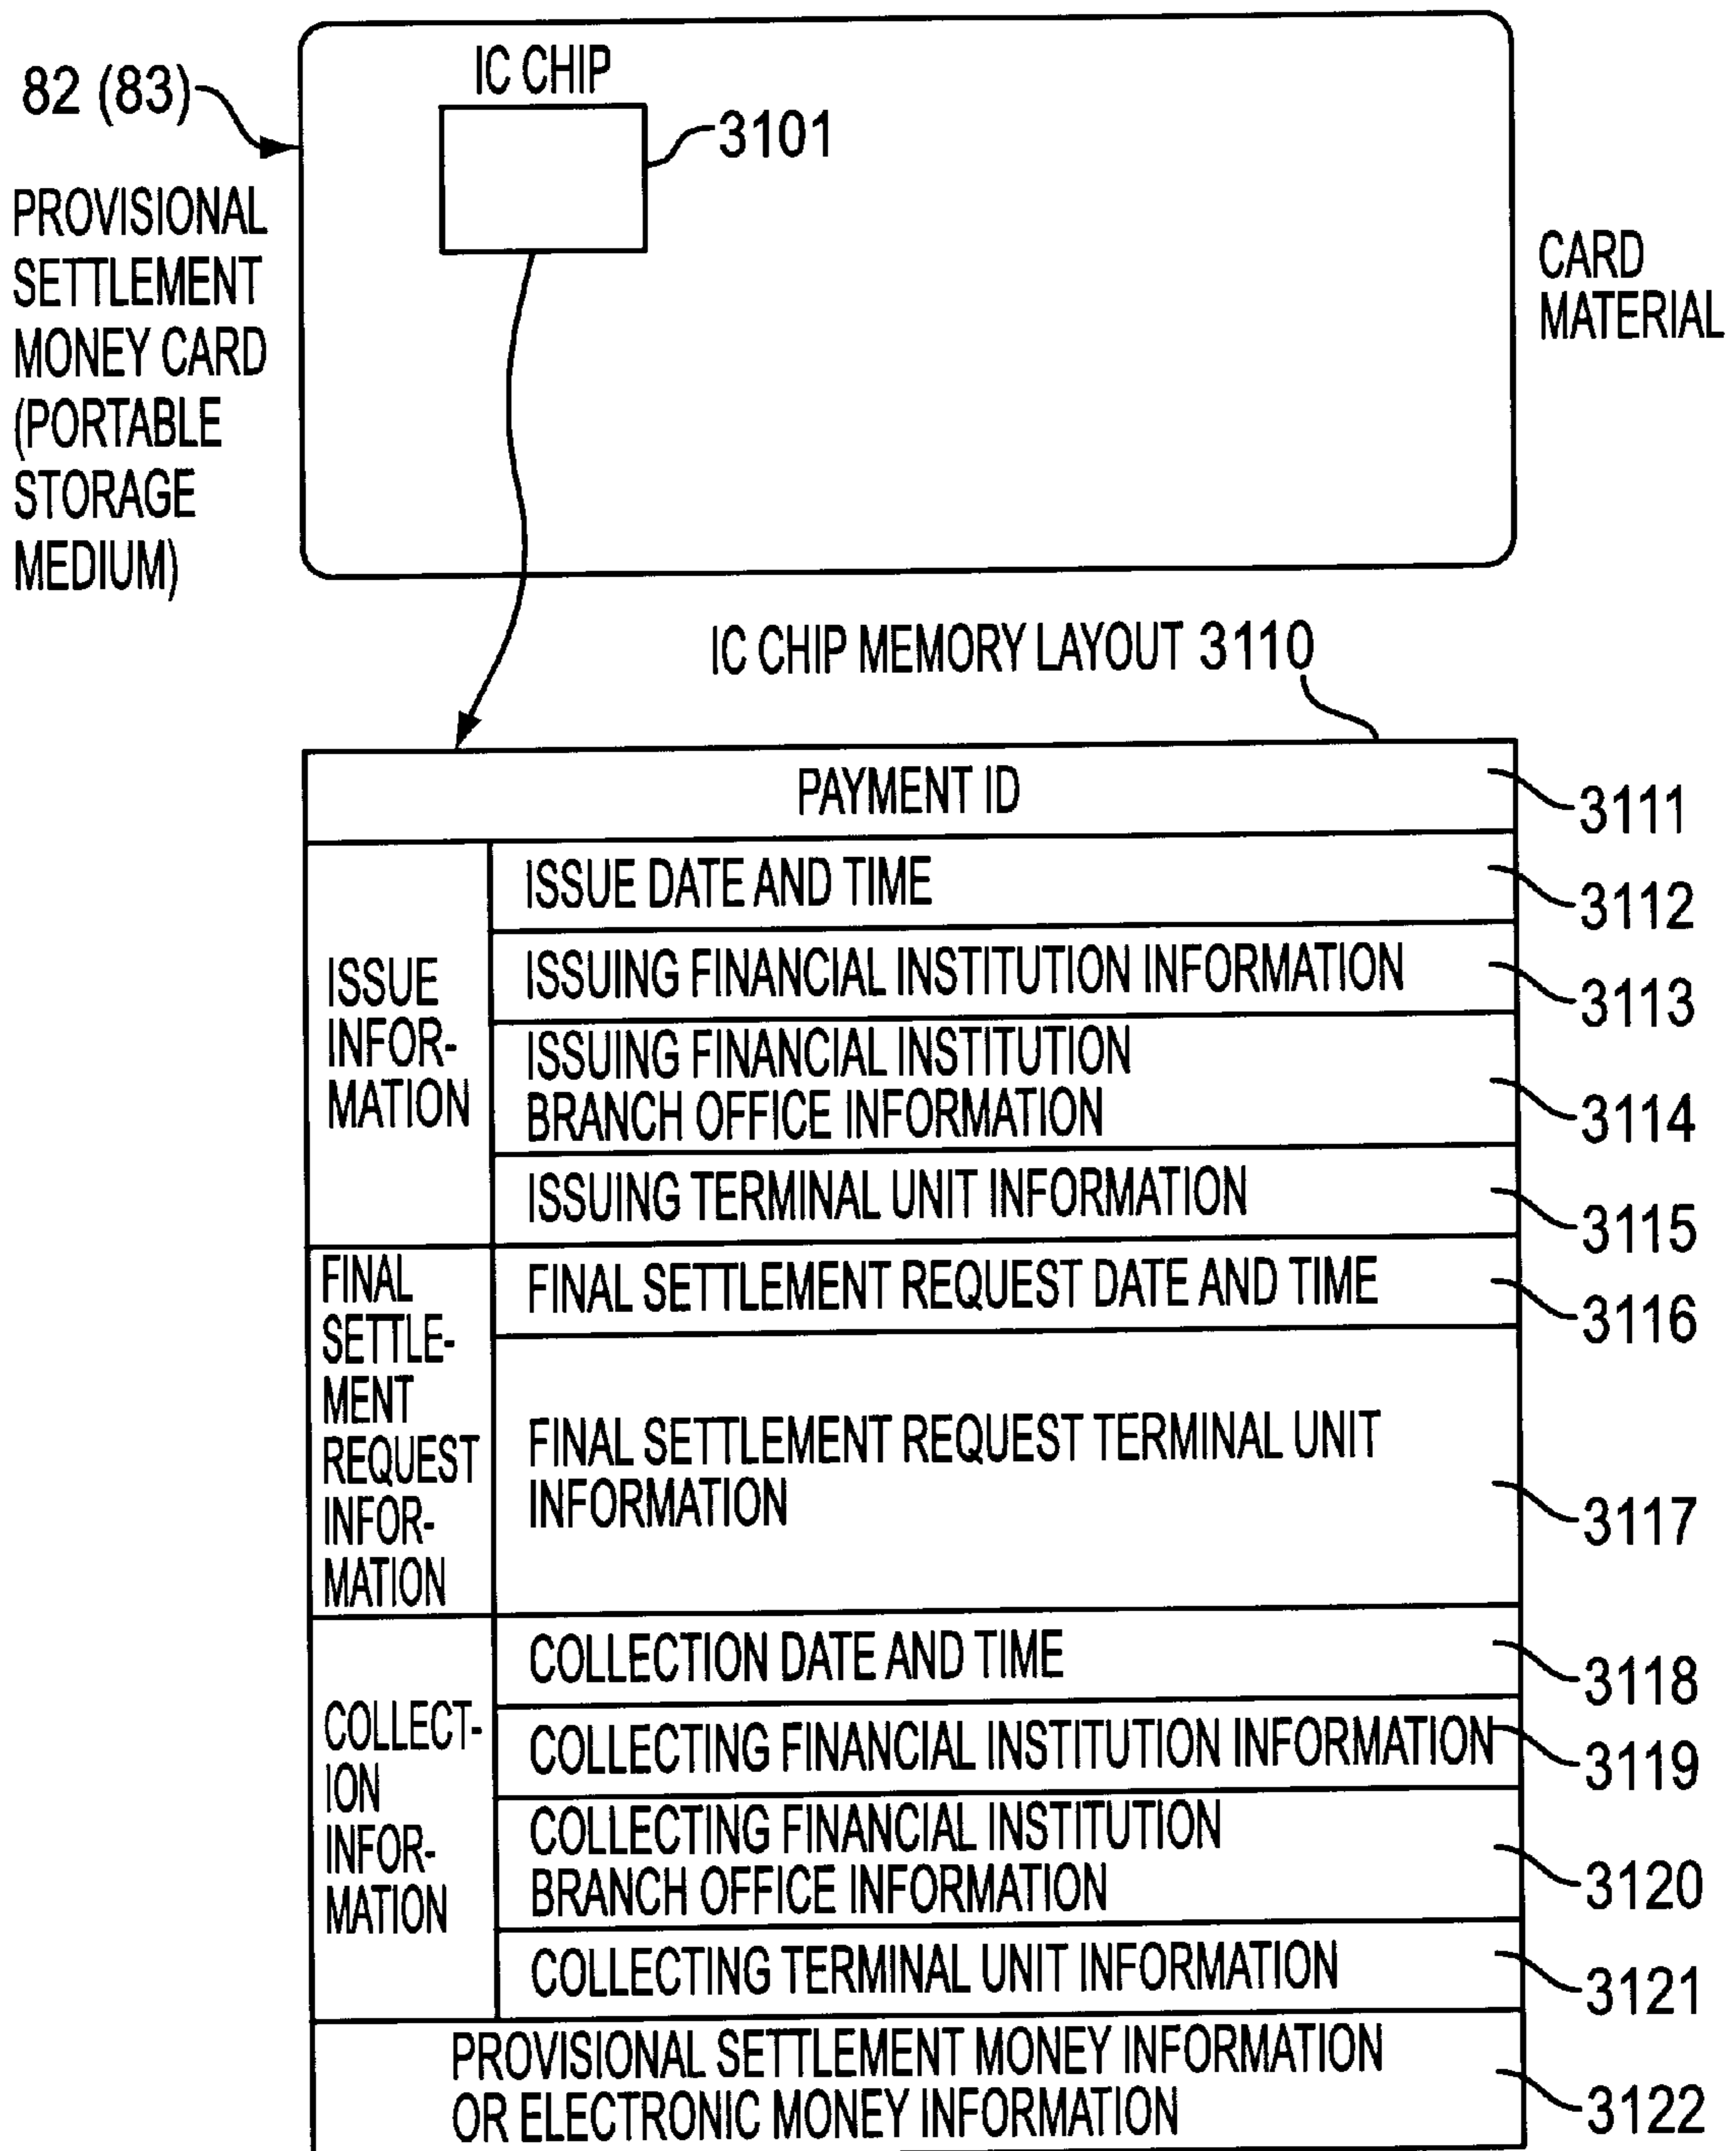 IC CHIP
82 (83)
3101
PROVISIONAL
SETTLEMENT
MONEY CARD
(PORTABLE
STORAGE
MEDIUM)
CARD
MATERIAL
IC CHIP MEMORY LAYOUT 3110
PAYMENT ID
3111
ISSUE
INFOR-
MATION
ISSUE DATE AND TIME
3112
ISSUING FINANCIAL INSTITUTION INFORMATION
3113
ISSUING FINANCIAL INSTITUTION
BRANCH OFFICE INFORMATION
3114
ISSUING TERMINAL UNIT INFORMATION
3115
FINAL
SETTLE-
MENT
REQUEST
INFOR-
MATION
FINAL SETTLEMENT REQUEST DATE AND TIME
3116
FINAL SETTLEMENT REQUEST TERMINAL UNIT
INFORMATION
3117
COLLECT-
ION
INFOR-
MATION
COLLECTION DATE AND TIME
3118
COLLECTING FINANCIAL INSTITUTION INFORMATION
3119
COLLECTING FINANCIAL INSTITUTION
BRANCH OFFICE INFORMATION
3120
COLLECTING TERMINAL UNIT INFORMATION
3121
PROVISIONAL SETTLEMENT MONEY INFORMATION
OR ELECTRONIC MONEY INFORMATION
3122